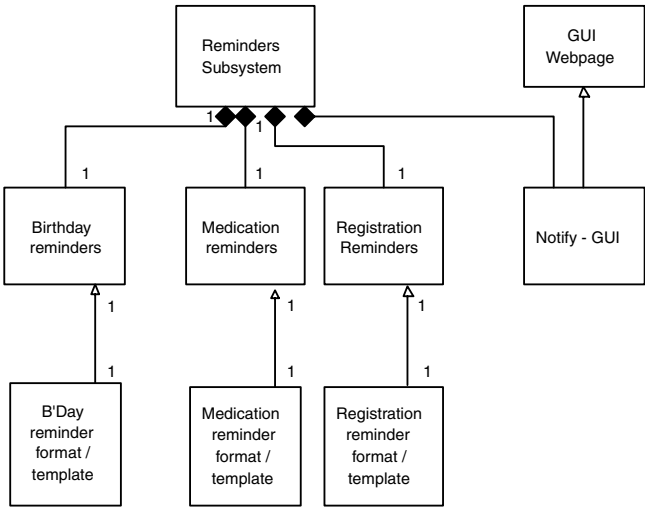 Reminders
Subsystem
GUI
Webpage
1
1
1
1
1
Birthday
reminders
Medication
reminders
Registration
Reminders
Notify - GUI
1
1
1
1
1
1
B'Day
reminder
format /
template
Medication
reminder
format /
template
Registration
reminder
format /
template